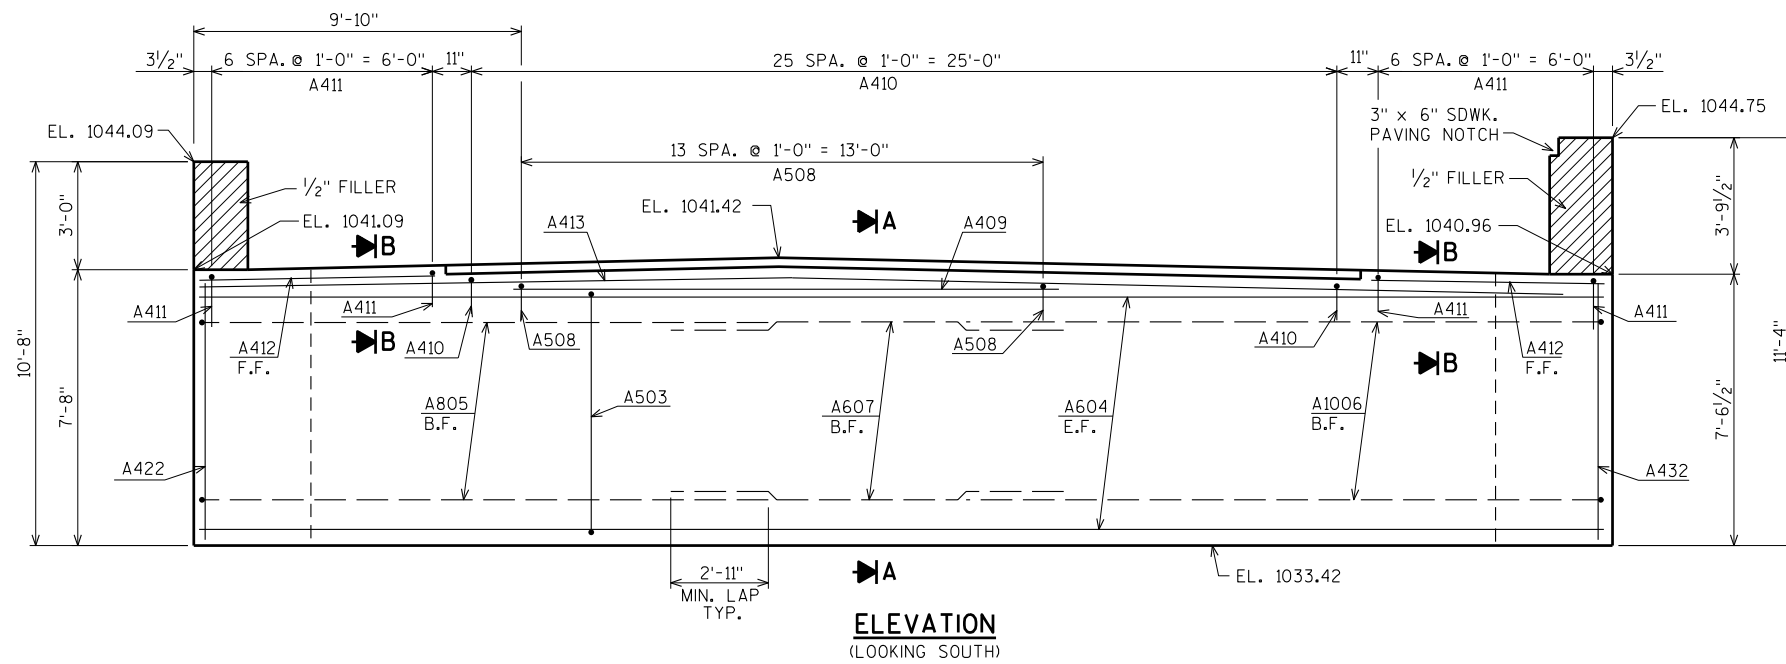 9'-10"
3½" 6 SPA. @ 1'-0" = 6'-0" 11" 25 SPA. @ 1'-0" = 25'-0" 11" 6 SPA. @ 1'-0" = 6'-0" 3½"
A411 A410 A411
EL. 1044.09
3" x 6" SDWK.
PAVING NOTCH
EL. 1044.75
13 SPA. @ 1'-0" = 13'-0"
A508
½" FILLER
½" FILLER
EL. 1041.09
A413
EL. 1041.42
A
A409
EL. 1040.96
3'-0"
3'-9½"
B
B
A411
A411
A411
A411
B
A412
F.F.
A410
A508
A508
A410
B
A412
F.F.
10'-8"
7'-8"
11'-4"
7'-6½"
A805
B.F.
A503
A607
B.F.
A604
E.F.
A1006
B.F.
A422
A432
2'-11"
MIN. LAP
TYP.
A
EL. 1033.42
ELEVATION
(LOOKING SOUTH)